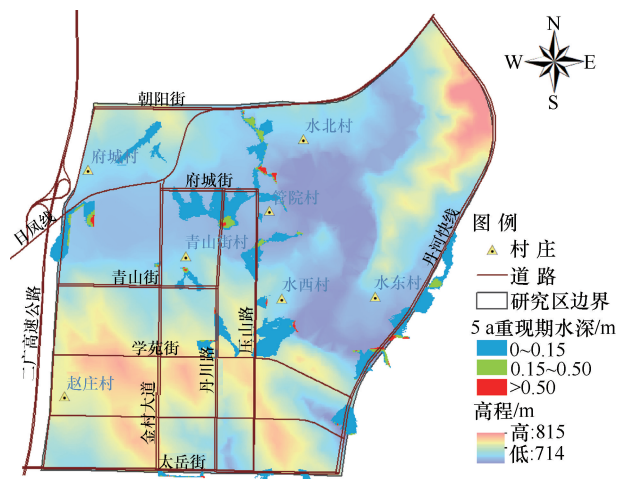 N
W E
S
朝阳街
水北村
府城村
府城街
管院村
日凤线
青山街村
丹河快线
青山街
水西村
水东村
二广高速公路
压山路
学苑街
丹川路
赵庄村
金村大道
太岳街
图例
村庄
道路
研究区边界
5 a重现期水深/m
0~0.15
0.15~0.50
>0.50
高程/m
高:815
低:714